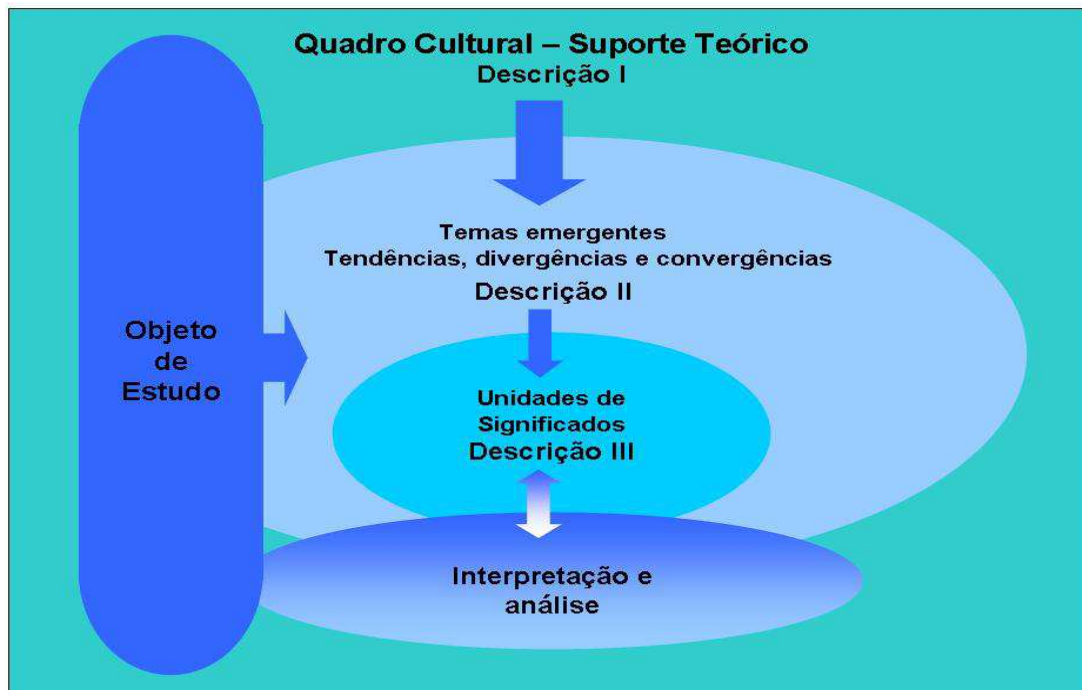 Quadro Cultural – Suporte Teórico
Descrição I
Temas emergentes
Tendências, divergências e convergências
Descrição II
Objeto
de
Estudo
Unidades de
Significados
Descrição III
Interpretação e
análise